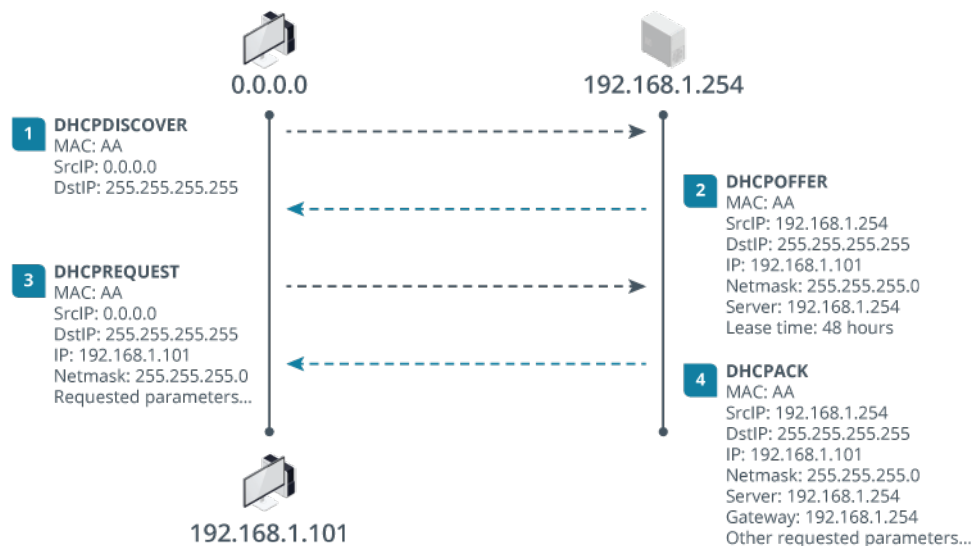 0.0.0.0
192.168.1.254
1
DHCPDISCOVER
MAC: AA
SrcIP: 0.0.0.0
DstIP: 255.255.255.255
2
DHCPOFFER
MAC: AA
SrcIP: 192.168.1.254
DstIP: 255.255.255.255
IP: 192.168.1.101
Netmask: 255.255.255.0
Server: 192.168.1.254
Lease time: 48 hours
3
DHCPREQUEST
MAC: AA
SrcIP: 0.0.0.0
DstIP: 255.255.255.255
IP: 192.168.1.101
Netmask: 255.255.255.0
Requested parameters...
4
DHCPACK
MAC: AA
SrcIP: 192.168.1.254
DstIP: 255.255.255.255
IP: 192.168.1.101
Netmask: 255.255.255.0
Server: 192.168.1.254
Gateway: 192.168.1.254
Other requested parameters...
192.168.1.101